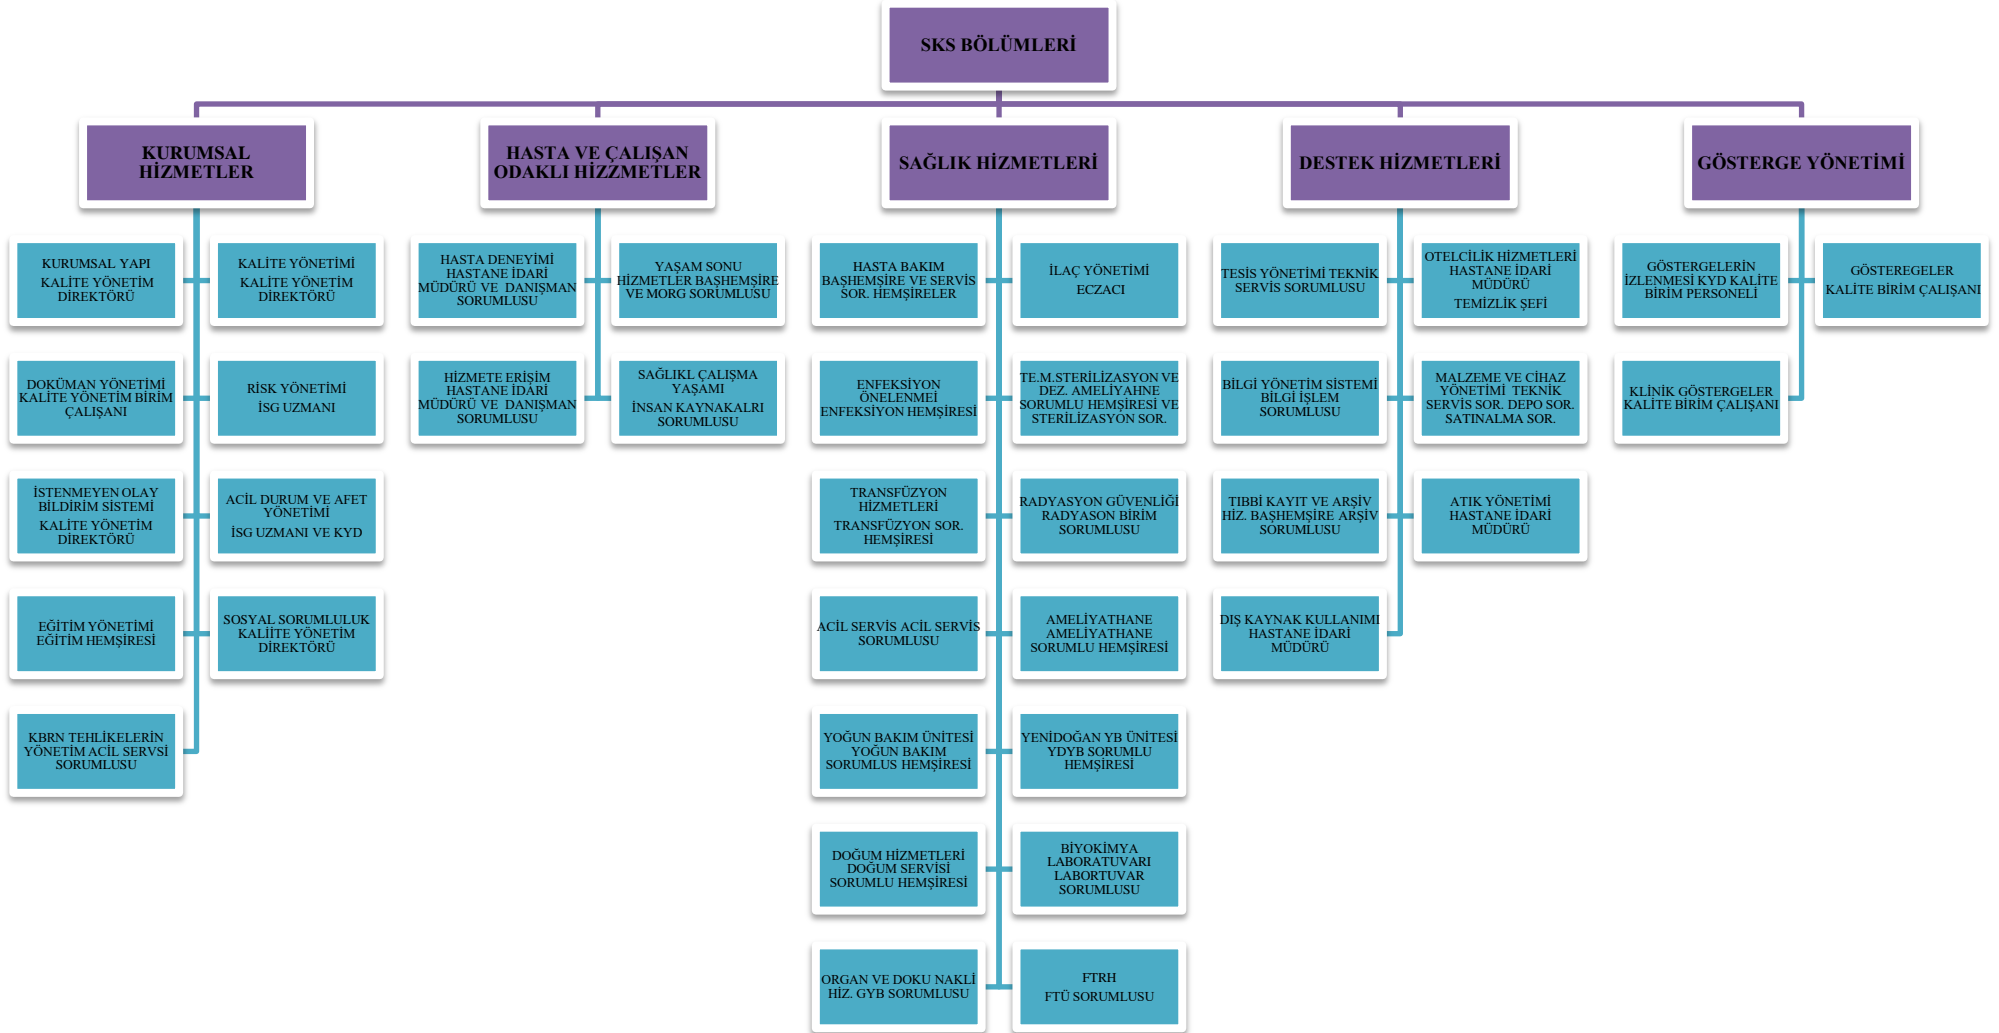 SKS BÖLÜMLERİ
KURUMSAL
HİZMETLER
HASTA VE ÇALIŞAN
ODAKLI HİZZMETLER
SAĞLIK HİZMETLERİ
DESTEK HİZMETLERİ
GÖSTERGE YÖNETİMİ
KURUMSAL YAPI
KALİTE YÖNETİM
DİREKTÖRÜ
KALİTE YÖNETİMİ
KALİTE YÖNETİM
DİREKTÖRÜ
DOKÜMAN YÖNETİMİ
KALİTE YÖNETİM BİRİM
ÇALIŞANI
RİSK YÖNETİMİ
İSG UZMANI
İSTENMEYEN OLAY
BİLDİRİM SİSTEMİ
KALİTE YÖNETİM
DİREKTÖRÜ
ACİL DURUM VE AFET
YÖNETİMİ
İSG UZMANI VE KYD
EĞİTİM YÖNETİMİ
EĞİTİM HEMŞİRESİ
SOSYAL SORUMLULUK
KALİİTE YÖNETİM
DİREKTÖRÜ
KBRN TEHLİKELERİN
YÖNETİM ACİL SERVSİ
SORUMLUSU
HASTA DENEYİMİ
HASTANE İDARİ
MÜDÜRÜ VE  DANIŞMAN
SORUMLUSU
YAŞAM SONU
HİZMETLER BAŞHEMŞİRE
VE MORG SORUMLUSU
HİZMETE ERİŞİM
HASTANE İDARİ
MÜDÜRÜ VE  DANIŞMAN
SORUMLUSU
SAĞLIKL ÇALIŞMA
YAŞAMI
İNSAN KAYNAKALRI
SORUMLUSU
HASTA BAKIM
BAŞHEMŞİRE VE SERVİS
SOR. HEMŞİRELER
İLAÇ YÖNETİMİ
ECZACI
ENFEKSİYON
ÖNELENMEİ
ENFEKSİYON HEMŞİRESİ
TE.M.STERİLİZASYON VE
DEZ. AMELİYAHNE
SORUMLU HEMŞİRESİ VE
STERİLİZASYON SOR.
TRANSFÜZYON
HİZMETLERİ
TRANSFÜZYON SOR.
HEMŞİRESİ
RADYASYON GÜVENLİĞİ
RADYASON BİRİM
SORUMLUSU
ACİL SERVİS ACİL SERVİS
SORUMLUSU
AMELİYATHANE
AMELİYATHANE
SORUMLU HEMŞİRESİ
YOĞUN BAKIM ÜNİTESİ
YOĞUN BAKIM
SORUMLUS HEMŞİRESİ
YENİDOĞAN YB ÜNİTESİ
YDYB SORUMLU
HEMŞİRESİ
DOĞUM HİZMETLERİ
DOĞUM SERVİSİ
SORUMLU HEMŞİRESİ
BİYOKİMYA
LABORATUVARI
LABORTUVAR
SORUMLUSU
ORGAN VE DOKU NAKLİ
HİZ. GYB SORUMLUSU
FTRH
FTÜ SORUMLUSU
TESİS YÖNETİMİ TEKNİK
SERVİS SORUMLUSU
OTELCİLİK HİZMETLERİ
HASTANE İDARİ
MÜDÜRÜ
TEMİZLİK ŞEFİ
BİLGİ YÖNETİM SİSTEMİ
BİLGİ İŞLEM
SORUMLUSU
MALZEME VE CİHAZ
YÖNETİMİ  TEKNİK
SERVİS SOR. DEPO SOR.
SATINALMA SOR.
TIBBİ KAYIT VE ARŞİV
HİZ. BAŞHEMŞİRE ARŞİV
SORUMLUSU
ATIK YÖNETİMİ
HASTANE İDARİ
MÜDÜRÜ
DIŞ KAYNAK KULLANIMI
HASTANE İDARİ
MÜDÜRÜ
GÖSTERGELERİN
İZLENMESİ KYD KALİTE
BİRİM PERSONELİ
GÖSTEREGELER
KALİTE BİRİM ÇALIŞANI
KLİNİK GÖSTERGELER
KALİTE BİRİM ÇALIŞANI